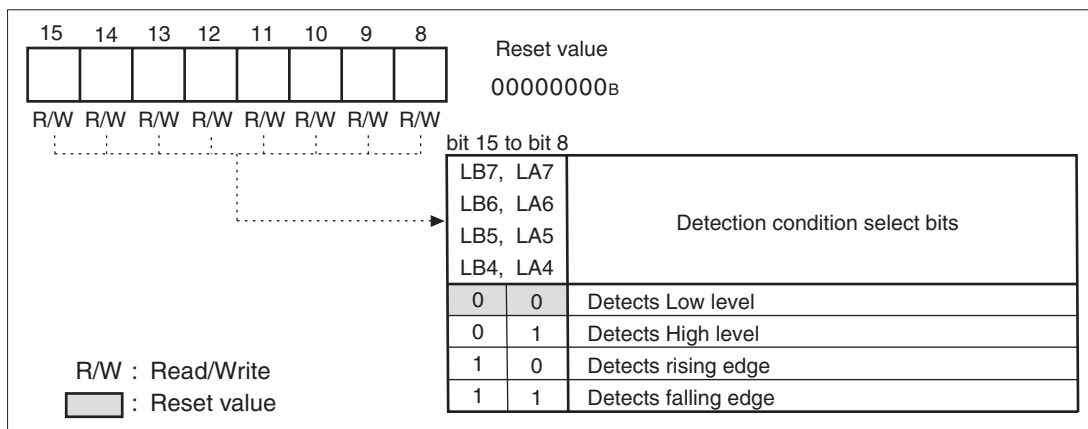 15 14 13 12 11 10 9 8
Reset value
00000000B
R/W R/W R/W R/W R/W R/W R/W R/W
bit 15 to bit 8
LB7, LA7
LB6, LA6
LB5, LA5
LB4, LA4
Detection condition select bits
0 0 Detects Low level
0 1 Detects High level
1 0 Detects rising edge
1 1 Detects falling edge
R/W : Read/Write
: Reset value